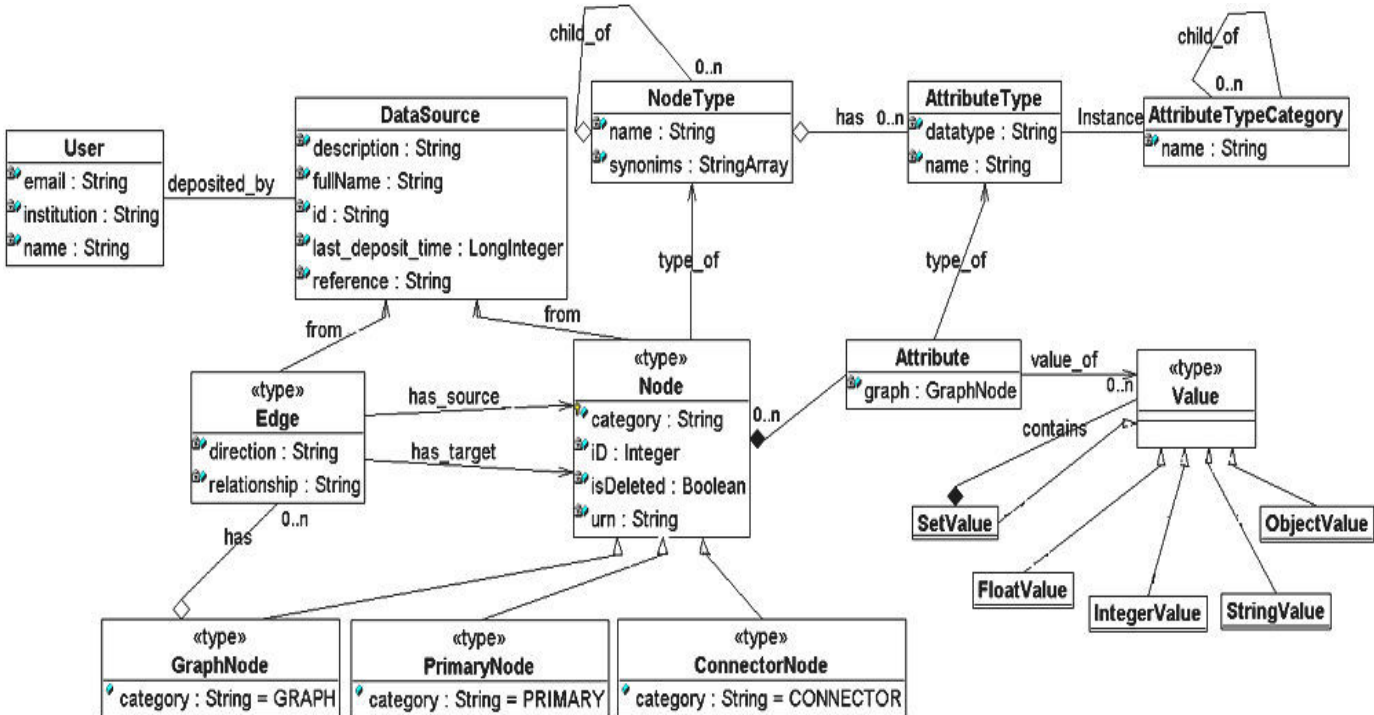 child_of
0..n
NodeType
name : String
synonims : StringArray
has 0..n
AttributeType
datatype : String
name : String
Instance
child_of
0..n
AttributeTypeCategory
name : String
User
email : String
institution : String
name : String
deposited_by
DataSource
description : String
fullName : String
id : String
last_deposit_time : LongInteger
reference : String
type_of
type_of
from
from
«type»
Edge
direction : String
relationship : String
has_source
has_target
«type»
Node
category : String
iD : Integer
isDeleted : Boolean
urn : String
0..n
Attribute
graph : GraphNode
value_of
0..n
«type»
Value
contains
SetValue
FloatValue
IntegerValue
StringValue
ObjectValue
0..n
has
«type»
GraphNode
category : String = GRAPH
«type»
PrimaryNode
category : String = PRIMARY
«type»
ConnectorNode
category : String = CONNECTOR